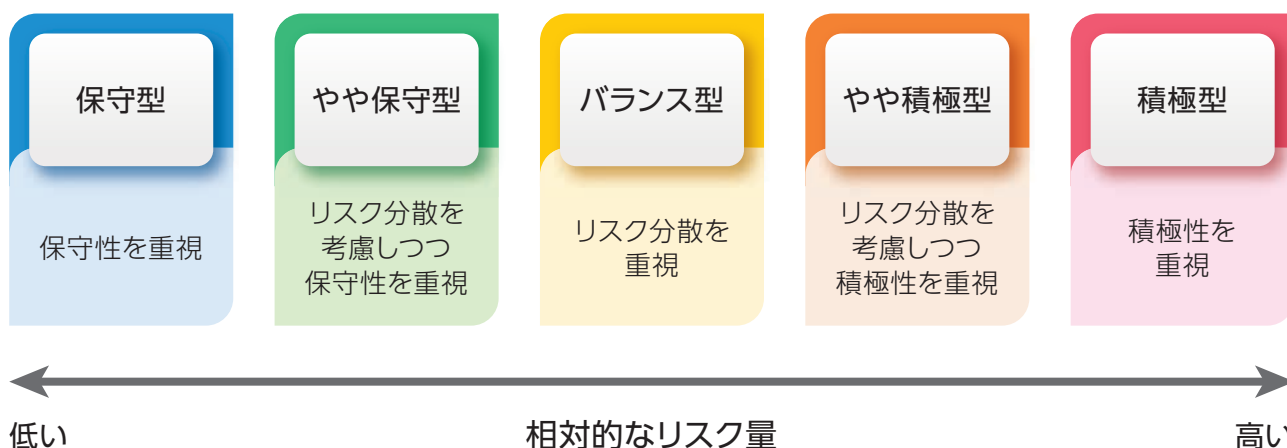 保守型
やや保守型
バランス型
やや積極型
積極型
保守性を重視
リスク分散を
考慮しつつ
保守性を重視
リスク分散を
重視
リスク分散を
考慮しつつ
積極性を重視
積極性を
重視
低い
相対的なリスク量
高い